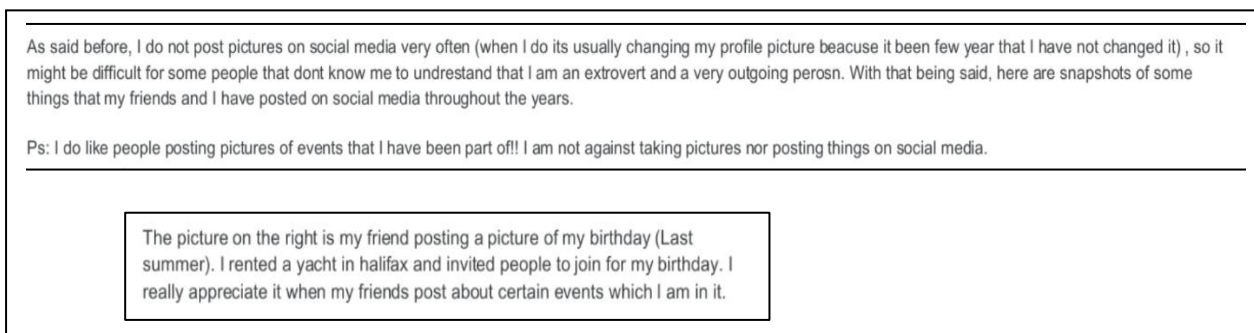 As said before, I do not post pictures on social media very often (when I do its usually changing my profile picture beacuse it been few year that I have not changed it) , so it
might be difficult for some people that dont know me to undrestand that I am an extrovert and a very outgoing perosn. With that being said, here are snapshots of some
things that my friends and I have posted on social media throughout the years.
Ps: I do like people posting pictures of events that I have been part of!! I am not against taking pictures nor posting things on social media.
The picture on the right is my friend posting a picture of my birthday (Last
summer). I rented a yacht in halifax and invited people to join for my birthday. I
really appreciate it when my friends post about certain events which I am in it.